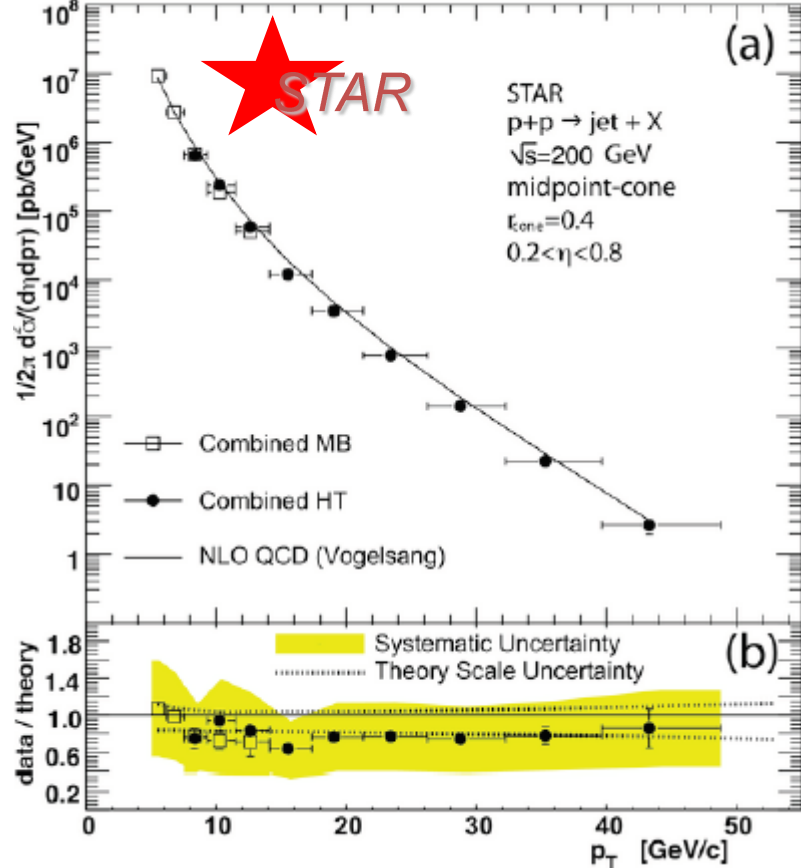 10⁸
(a)
STAR
10⁷
STAR
p+p → jet + X
√s=200 GeV
midpoint-cone
r_cone=0.4
0.2<η<0.8
10⁶
10⁵
10⁴
10³
10²
10
1
1/2π d²σ/(dηdp_T) [pb/GeV]
Combined MB
Combined HT
NLO QCD (Vogelsang)
(b)
Systematic Uncertainty
Theory Scale Uncertainty
data / theory
1.8
1.4
1.0
0.6
0.2
0 10 20 30 40 50
p_T [GeV/c]